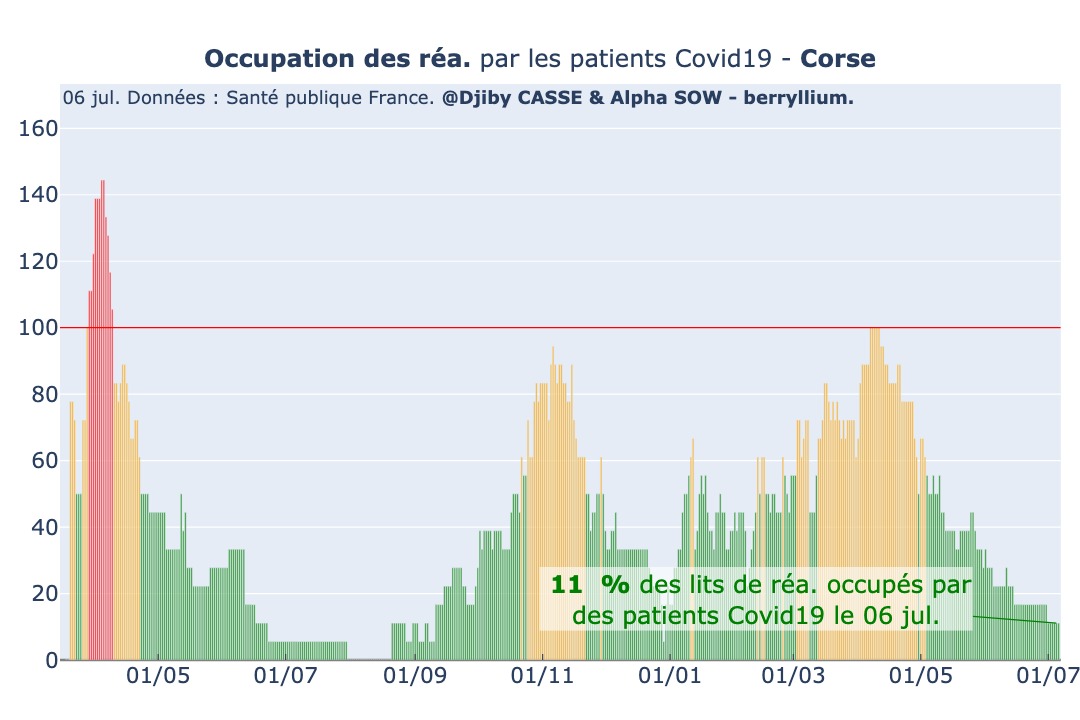 Occupation des réa. par les patients Covid19 - Corse
06 jul. Données : Santé publique France. @Djiby CASSE & Alpha SOW - berryllium.
160
140
120
100
80
60
40
20
0
11 % des lits de réa. occupés par
des patients Covid19 le 06 jul.
01/05 01/07 01/09 01/11 01/01 01/03 01/05 01/07